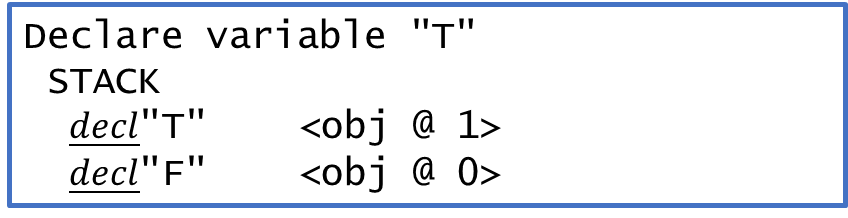 Declare variable "T"
STACK
decl"T" <obj @ 1>
decl"F" <obj @ 0>